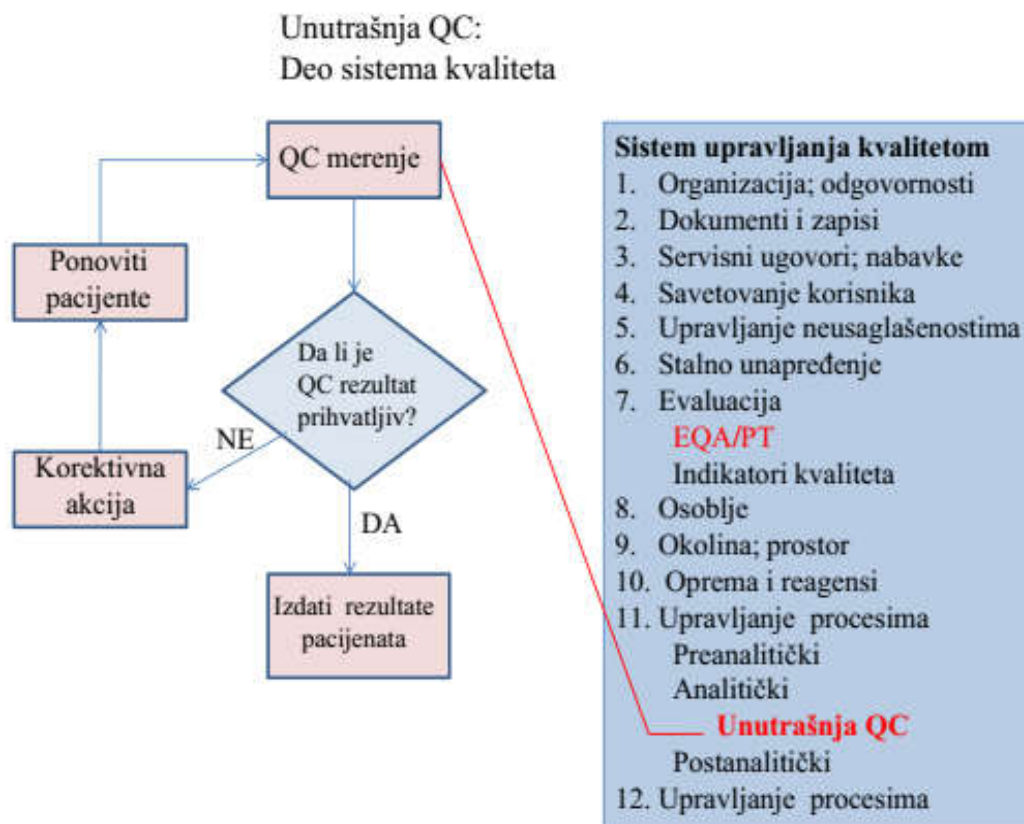 Unutrašnja QC:
Deo sistema kvaliteta
QC merenje
Ponoviti
pacijente
Da li je
QC rezultat
prihvatljiv?
NE
Korektivna
akcija
DA
Izdati rezultate
pacijenata
Sistem upravljanja kvalitetom
1. Organizacija; odgovornosti
2. Dokumenti i zapisi
3. Servisni ugovori; nabavke
4. Savetovanje korisnika
5. Upravljanje neusaglašenostima
6. Stalno unapređenje
7. Evaluacija
EQA/PT
Indikatori kvaliteta
8. Osoblje
9. Okolina; prostor
10. Oprema i reagensi
11. Upravljanje procesima
Preanalitički
Analitički
Unutrašnja QC
Postanalitički
12. Upravljanje procesima